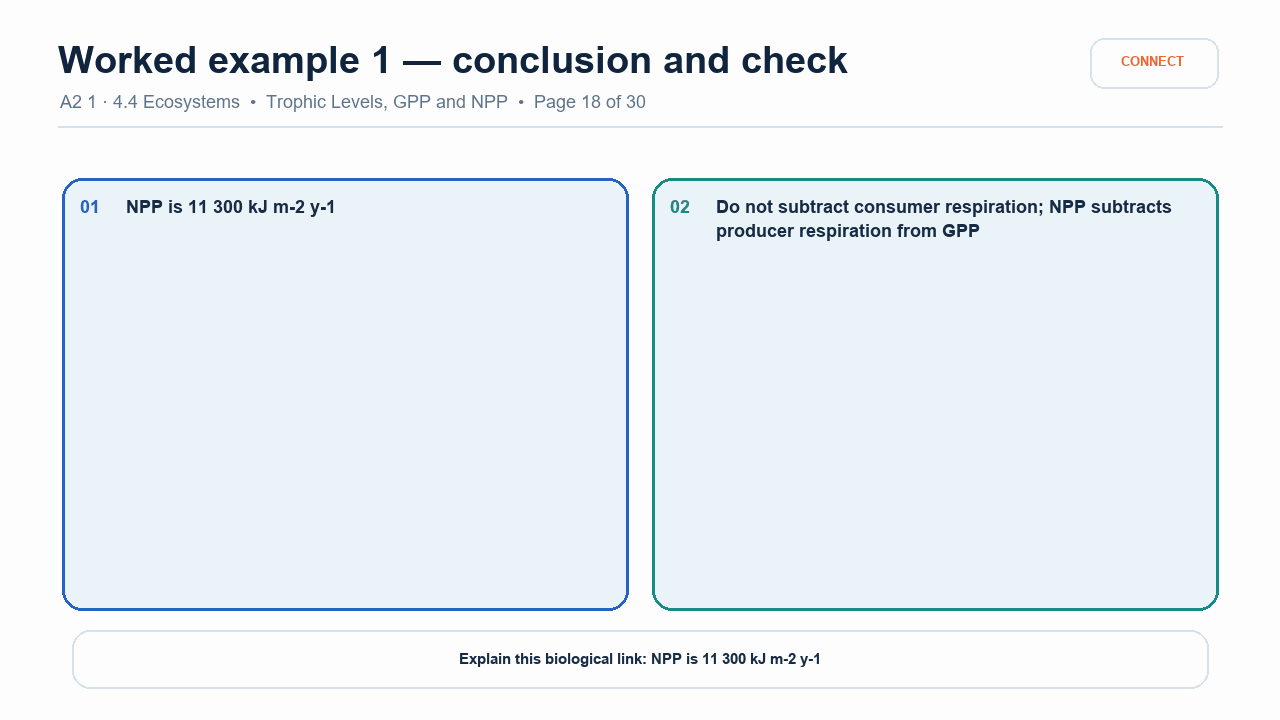 Worked example 1 — conclusion and check
CONNECT
A2 1 · 4.4 Ecosystems • Trophic Levels, GPP and NPP • Page 18 of 30
01 NPP is 11 300 kJ m-2 y-1
02 Do not subtract consumer respiration; NPP subtracts
producer respiration from GPP
Explain this biological link: NPP is 11 300 kJ m-2 y-1